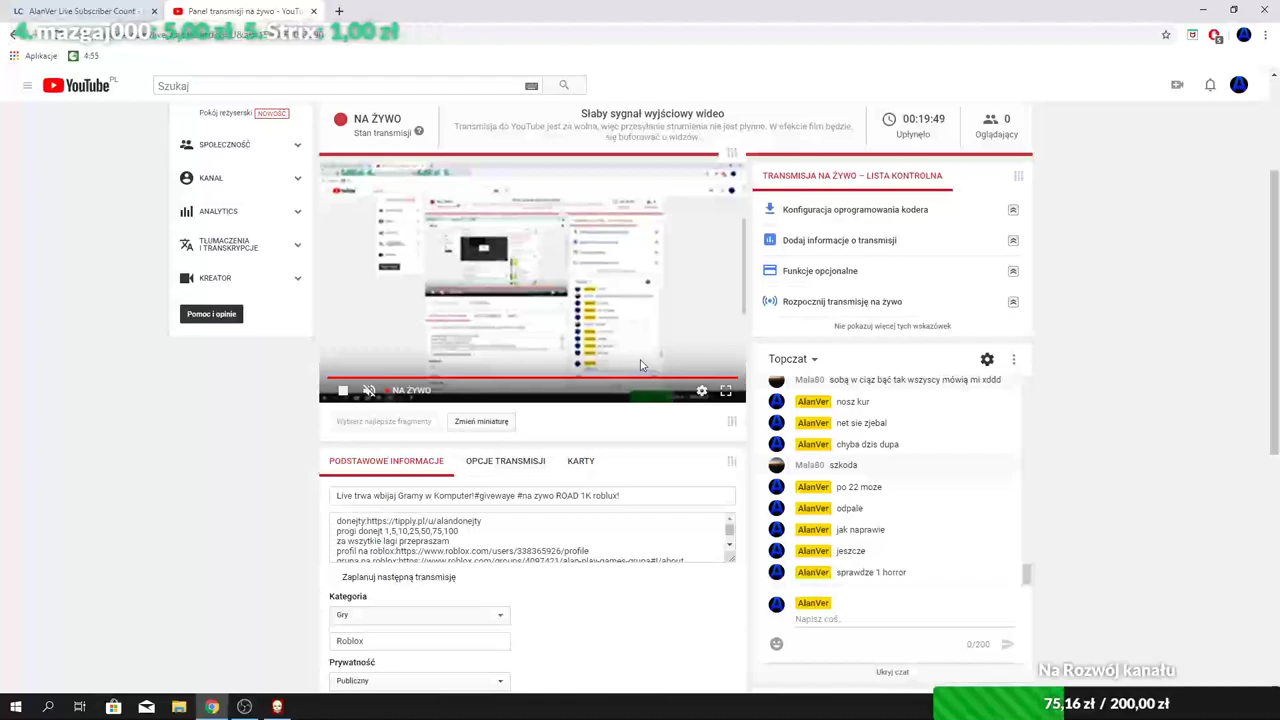 AlanVer Live Subscriber Count
YouTube
Panel transmisji na żywo - YouTube
4. mazgaj000: 5,00 zł 5. Strix: 1,00 zł
Aplikacje
4:55
YouTube PL
Szukaj
Pokój reżyserski NOWOŚĆ
SPOŁECZNOŚĆ
KANAŁ
ANALYTICS
TŁUMACZENIA
I TRANSKRYPCJE
KREATOR
Pomoc i opinie
NA ŻYWO
Stan transmisji
Słaby sygnał wyjściowy wideo
Transmisja do YouTube jest za wolna, więc przesyłanie strumienia nie jest płynne. W efekcie film będzie
się buforować u widzów.
00:19:49
Upłynęło
0
Oglądający
NA ŻYWO
Wybierz najlepsze fragmenty
Zmień miniaturę
PODSTAWOWE INFORMACJE
OPCJE TRANSMISJI
KARTY
Live trwa wbijaj Gramy w Komputer!#givewaye #na zywo ROAD 1K roblux!
donejty:https://tipply.pl/u/alandonejty
progi donejt 1,5,10,25,50,75,100
za wszytkie lagi przepraszam
profil na roblox:https://www.roblox.com/users/338365926/profile
Zaplanuj następną transmisję
Kategoria
Gry
Roblox
Prywatność
Publiczny
TRANSMISJA NA ŻYWO – LISTA KONTROLNA
Konfiguracja oprogramowania kodera
Dodaj informacje o transmisji
Funkcje opcjonalne
Rozpocznij transmisję na żywo
Nie pokazuj więcej tych wskazówek
Topczat
Mala80 sobą w ciąz bąć tak wszyscy mówią mi xddd
AlanVer nosz kur
AlanVer net sie zjebal
AlanVer chyba dzis dupa
Mala80 szkoda
AlanVer po 22 moze
AlanVer odpale
AlanVer jak naprawie
AlanVer jeszcze
AlanVer sprawdze 1 horror
AlanVer
Napisz coś…
0/200
Ukryj czat
Na Rozwój kanału
75,16 zł / 200,00 zł